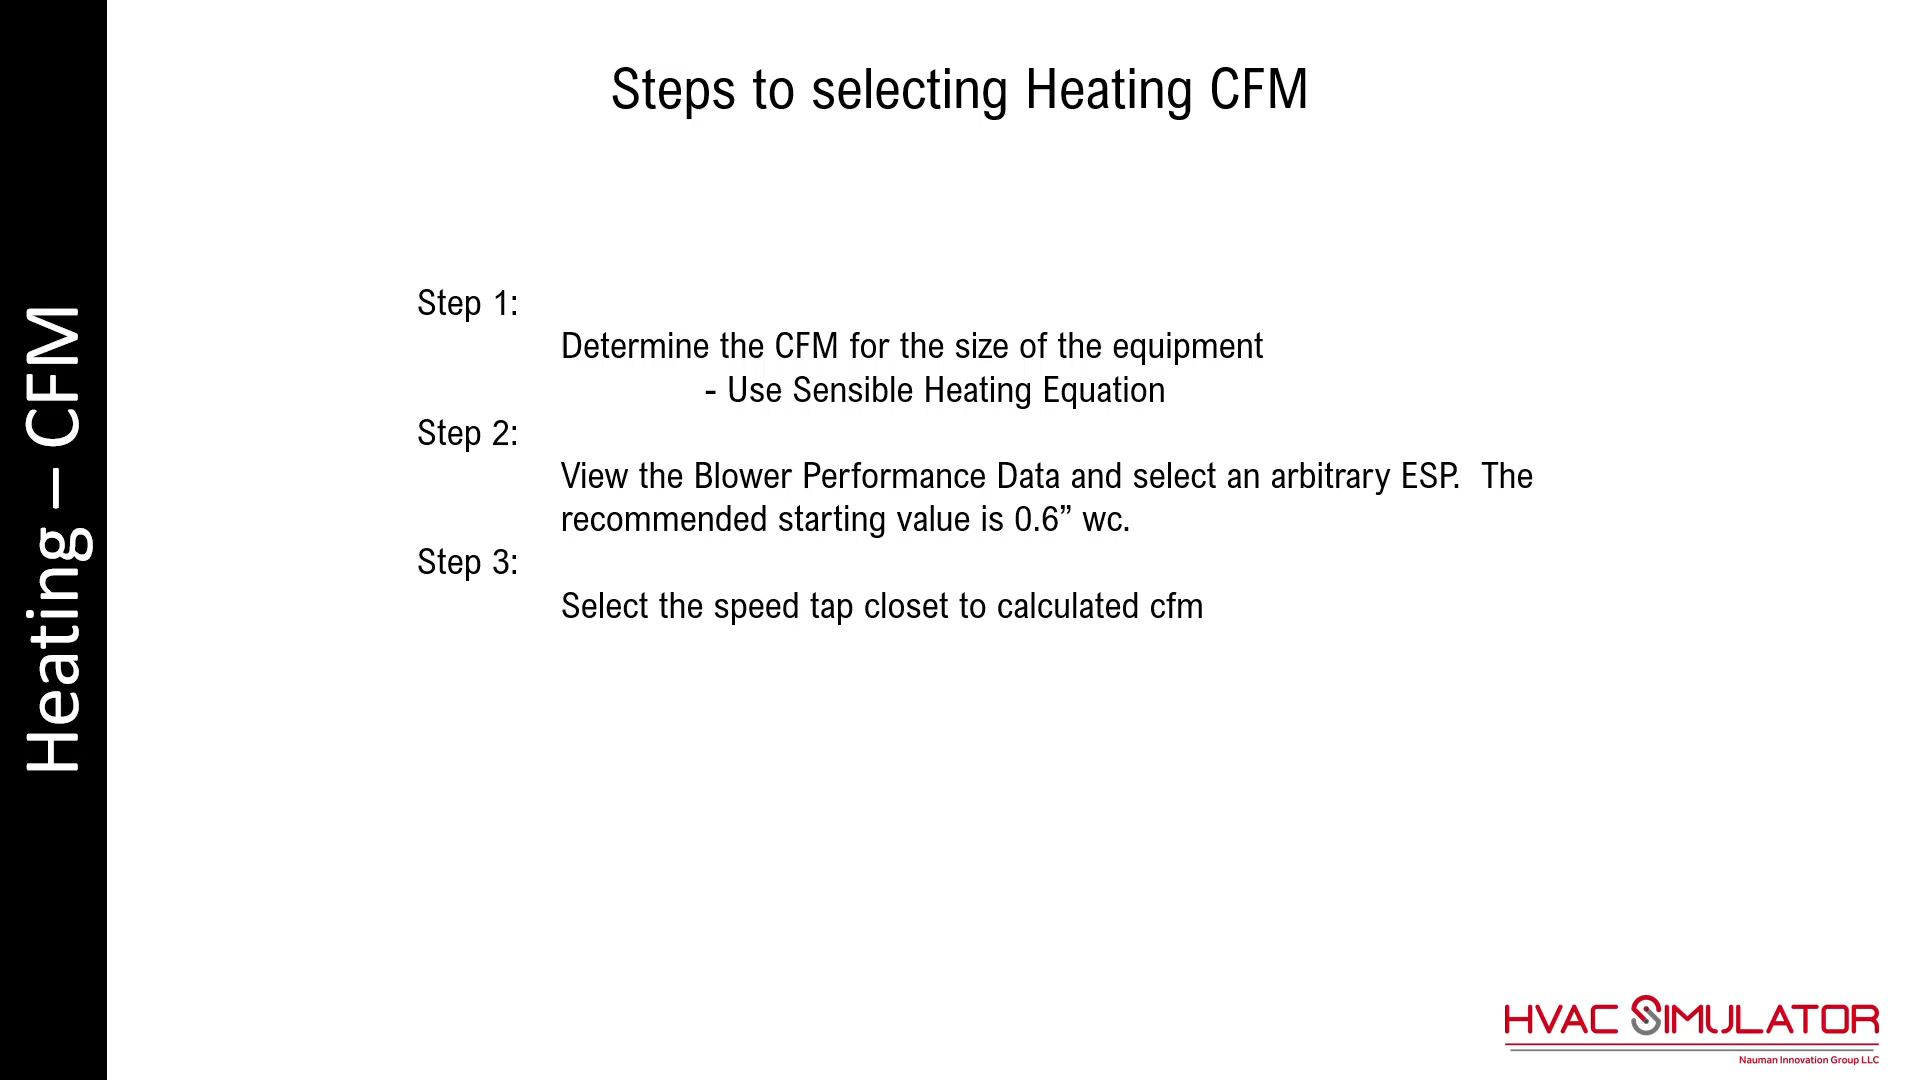 Heating – CFM
Steps to selecting Heating CFM
Step 1:
Determine the CFM for the size of the equipment
- Use Sensible Heating Equation
Step 2:
View the Blower Performance Data and select an arbitrary ESP.  The
recommended starting value is 0.6” wc.
Step 3:
Select the speed tap closet to calculated cfm
HVAC SIMULATOR
Nauman Innovation Group LLC